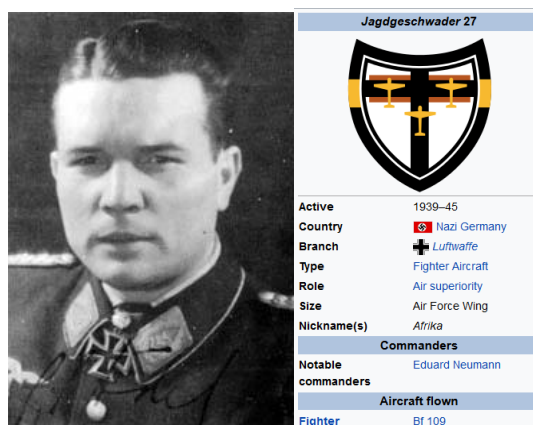 Jagdgeschwader 27
Active 1939–45
Country Nazi Germany
Branch Luftwaffe
Type Fighter Aircraft
Role Air superiority
Size Air Force Wing
Nickname(s) Afrika
Commanders
Notable commanders Eduard Neumann
Aircraft flown
Fighter Bf 109